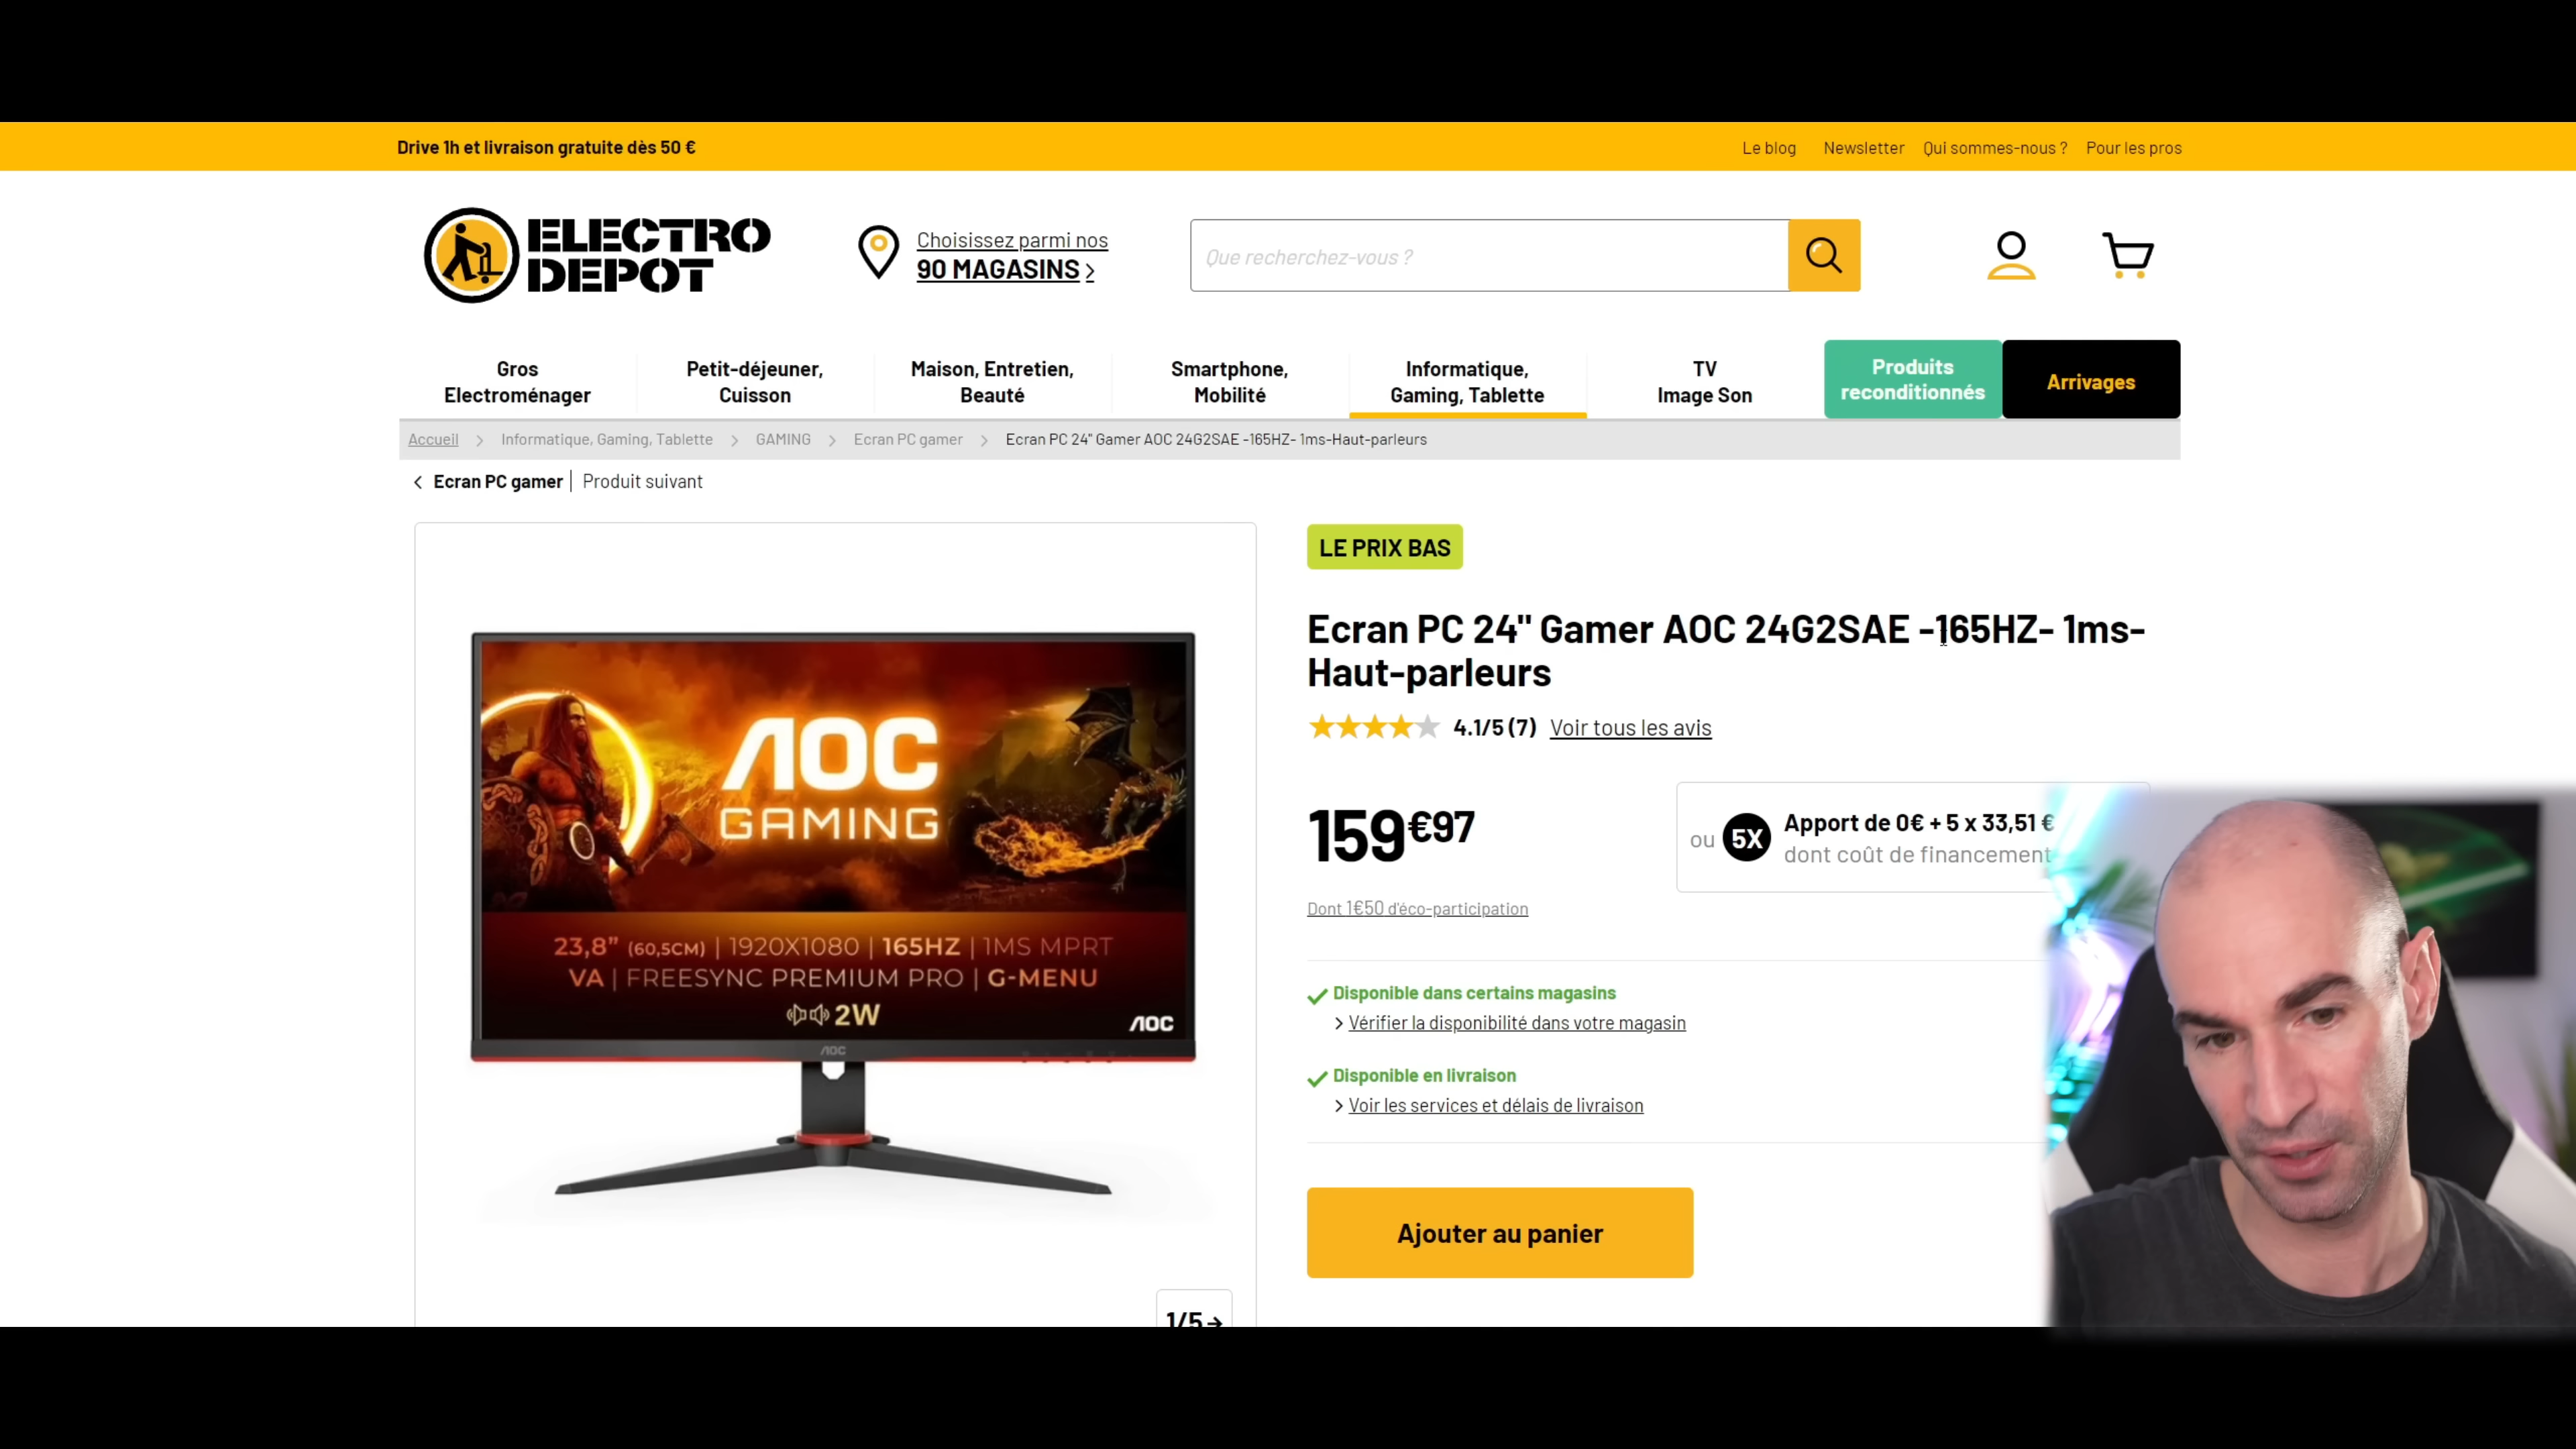 Drive 1h et livraison gratuite dès 50 €
Le blog
Newsletter
Qui sommes-nous ?
Pour les pros
ELECTRO
DEPOT
Choisissez parmi nos
90 MAGASINS >
Que recherchez-vous ?
Gros
Electroménager
Petit-déjeuner,
Cuisson
Maison, Entretien,
Beauté
Smartphone,
Mobilité
Informatique,
Gaming, Tablette
TV
Image Son
Produits
reconditionnés
Arrivages
Accueil > Informatique, Gaming, Tablette > GAMING > Ecran PC gamer > Ecran PC 24" Gamer AOC 24G2SAE -165HZ- 1ms-Haut-parleurs
< Ecran PC gamer | Produit suivant
AOC
GAMING
23,8" (60,5CM) | 1920X1080 | 165HZ | 1MS MPRT
VA | FREESYNC PREMIUM PRO | G-MENU
2W
AOC
AOC
1/5 →
LE PRIX BAS
Ecran PC 24" Gamer AOC 24G2SAE -165HZ- 1ms-
Haut-parleurs
4.1/5 (7) Voir tous les avis
159€97
ou 5X Apport de 0€ + 5 x 33,51 €
dont coût de financement
Dont 1€50 d'éco-participation
Disponible dans certains magasins
> Vérifier la disponibilité dans votre magasin
Disponible en livraison
> Voir les services et délais de livraison
Ajouter au panier